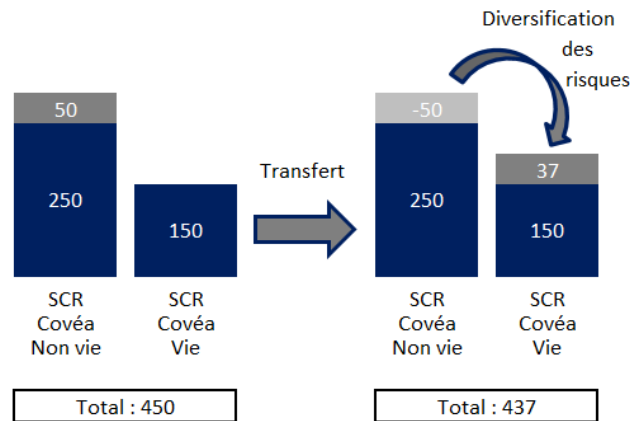 Diversification
des
risques
50
250
150
Transfert
-50
250
37
150
SCR
Covéa
Non vie
SCR
Covéa
Vie
SCR
Covéa
Non vie
SCR
Covéa
Vie
Total : 450
Total : 437